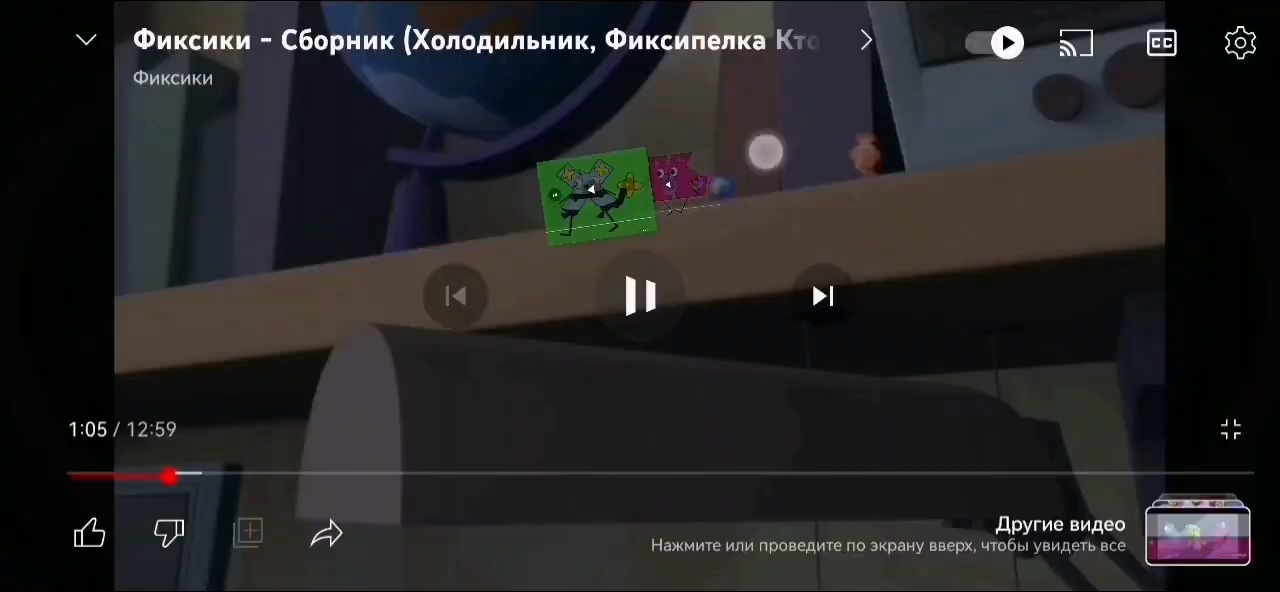 Фиксики - Сборник (Холодильник, Фиксипелка Кто
Фиксики
CC
1:05 / 12:59
Другие видео
Нажмите или проведите по экрану вверх, чтобы увидеть все